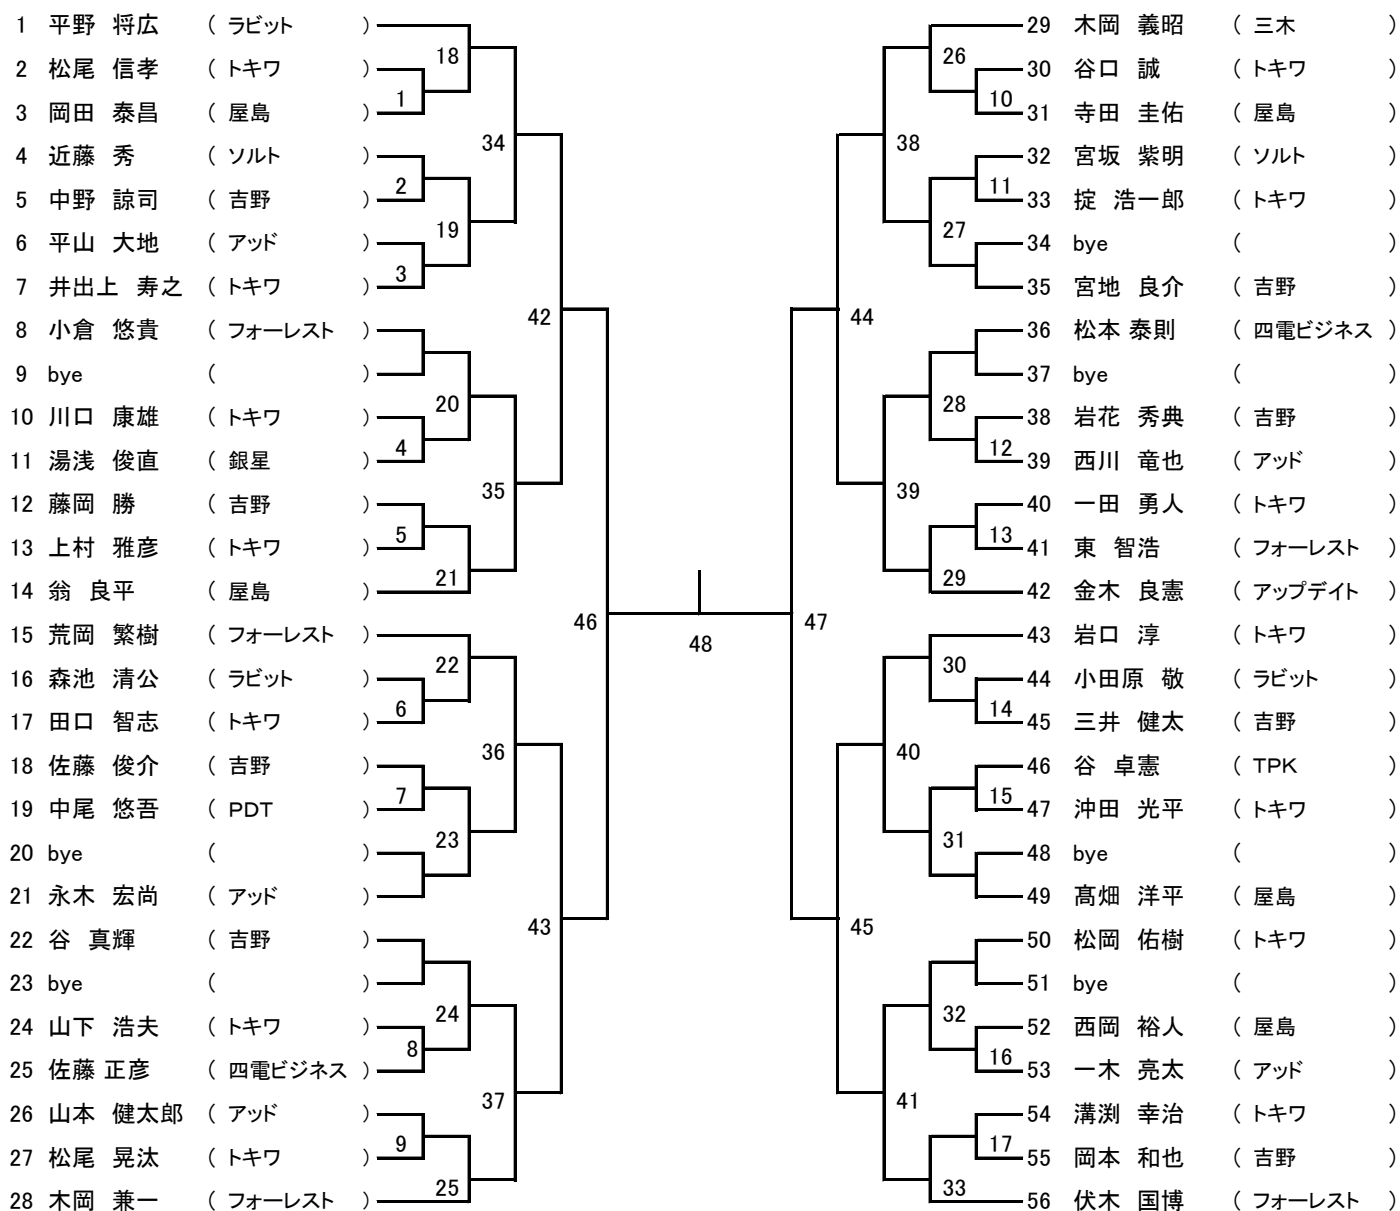 1 平野 将広 ( ラビット )
2 松尾 信孝 ( トキワ )
3 岡田 泰昌 ( 屋島 )
4 近藤 秀 ( ソルト )
5 中野 諒司 ( 吉野 )
6 平山 大地 ( アッド )
7 井出上 寿之 ( トキワ )
8 小倉 悠貴 ( フォーレスト )
9 bye ( )
10 川口 康雄 ( トキワ )
11 湯浅 俊直 ( 銀星 )
12 藤岡 勝 ( 吉野 )
13 上村 雅彦 ( トキワ )
14 翁 良平 ( 屋島 )
15 荒岡 繁樹 ( フォーレスト )
16 森池 清公 ( ラビット )
17 田口 智志 ( トキワ )
18 佐藤 俊介 ( 吉野 )
19 中尾 悠吾 ( PDT )
20 bye ( )
21 永木 宏尚 ( アッド )
22 谷 真輝 ( 吉野 )
23 bye ( )
24 山下 浩夫 ( トキワ )
25 佐藤 正彦 ( 四電ビジネス )
26 山本 健太郎 ( アッド )
27 松尾 晃汰 ( トキワ )
28 木岡 兼一 ( フォーレスト )
18
1
34
2
19
3
42
20
4
35
5
21
46
22
6
36
7
23
43
24
8
37
9
25
48
26
10
38
11
27
44
28
12
39
13
29
47
30
14
40
15
31
45
32
16
41
17
33
29 木岡 義昭 ( 三木 )
30 谷口 誠 ( トキワ )
31 寺田 圭佑 ( 屋島 )
32 宮坂 紫明 ( ソルト )
33 掟 浩一郎 ( トキワ )
34 bye ( )
35 宮地 良介 ( 吉野 )
36 松本 泰則 ( 四電ビジネス )
37 bye ( )
38 岩花 秀典 ( 吉野 )
39 西川 竜也 ( アッド )
40 一田 勇人 ( トキワ )
41 東 智浩 ( フォーレスト )
42 金木 良憲 ( アップデイト )
43 岩口 淳 ( トキワ )
44 小田原 敬 ( ラビット )
45 三井 健太 ( 吉野 )
46 谷 卓憲 ( TPK )
47 沖田 光平 ( トキワ )
48 bye ( )
49 髙畑 洋平 ( 屋島 )
50 松岡 佑樹 ( トキワ )
51 bye ( )
52 西岡 裕人 ( 屋島 )
53 一木 亮太 ( アッド )
54 溝渕 幸治 ( トキワ )
55 岡本 和也 ( 吉野 )
56 伏木 国博 ( フォーレスト )